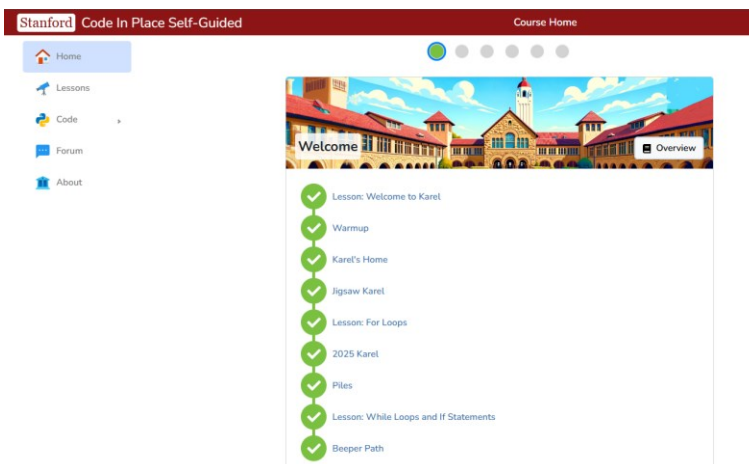 Stanford Code In Place Self-Guided
Course Home
Home
Lessons
Code
Forum
About
Welcome
Overview
Lesson: Welcome to Karel
Warmup
Karel's Home
Jigsaw Karel
Lesson: For Loops
2025 Karel
Piles
Lesson: While Loops and If Statements
Beeper Path